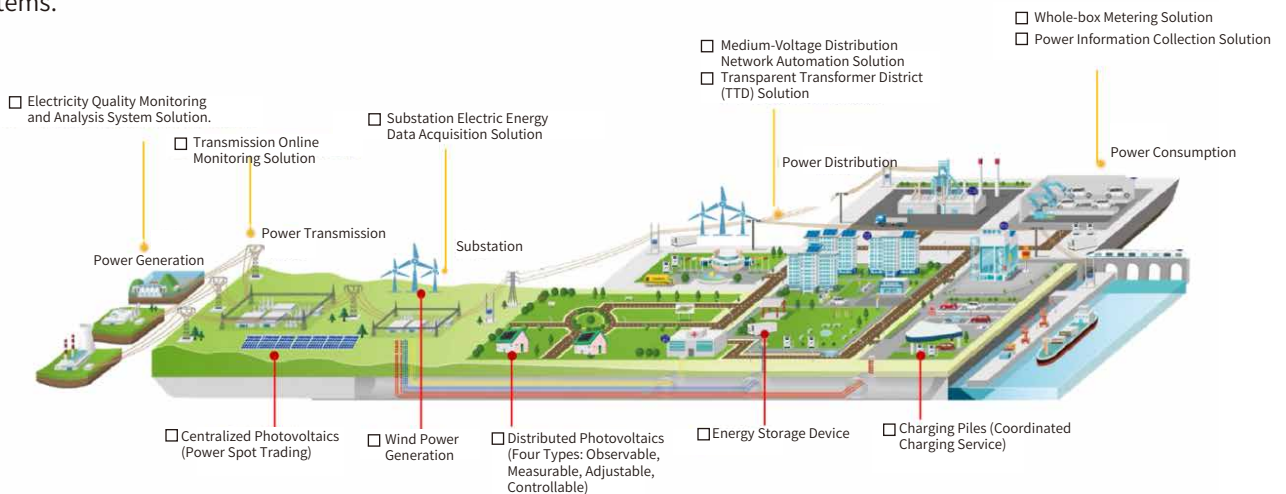 tems.
Whole-box Metering Solution
Power Information Collection Solution
Medium-Voltage Distribution
Network Automation Solution
Transparent Transformer District
(TTD) Solution
Electricity Quality Monitoring
and Analysis System Solution.
Transmission Online
Monitoring Solution
Substation Electric Energy
Data Acquisition Solution
Power Distribution
Power Consumption
Power Transmission
Substation
Power Generation
Centralized Photovoltaics
(Power Spot Trading)
Wind Power
Generation
Distributed Photovoltaics
(Four Types: Observable,
Measurable, Adjustable,
Controllable)
Energy Storage Device
Charging Piles (Coordinated
Charging Service)